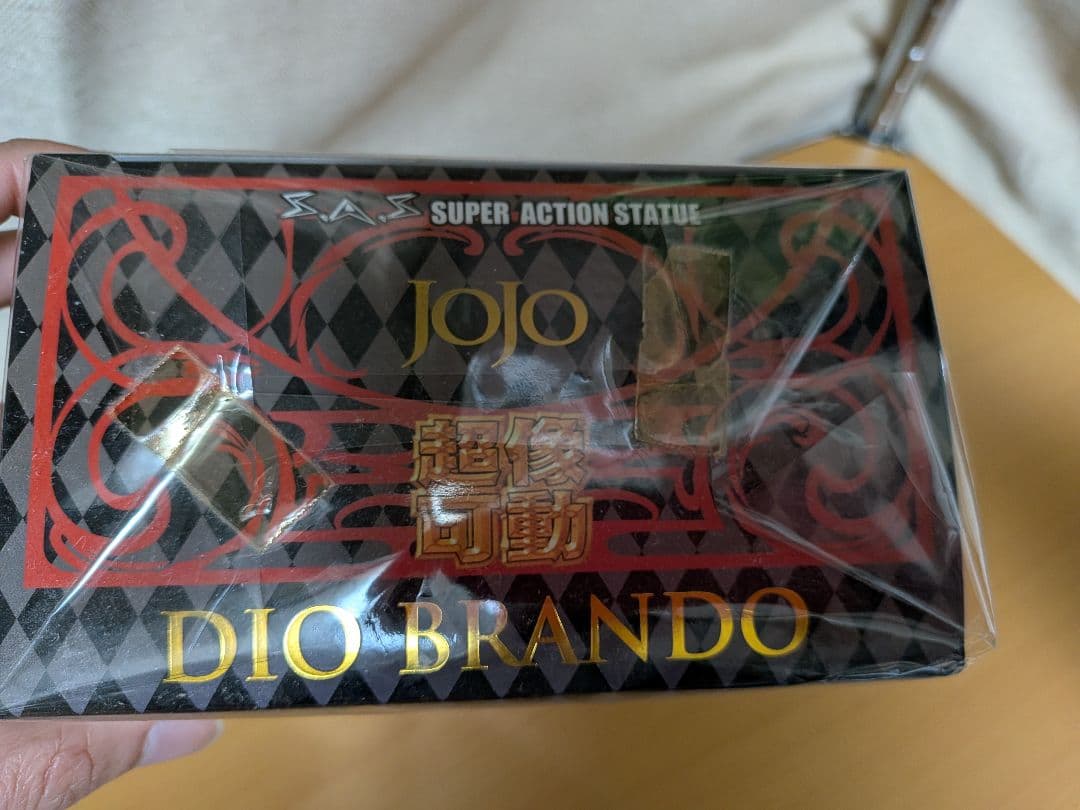 S.A.S SUPER ACTION STATUE
JOJO
超像
可動
DIO BRANDO